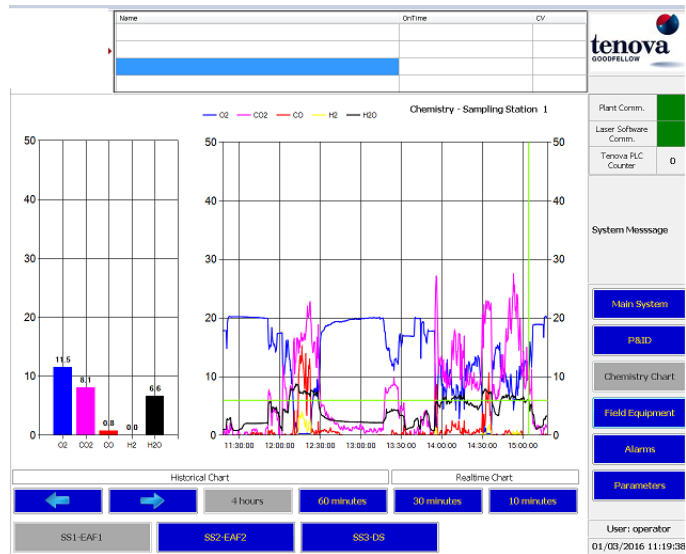 Name OnTime CV
tenova
GOODFELLOW
O2 CO2 CO H2 H2O
Chemistry - Sampling Station 1
Plant Comm.
Laser Software
Comm.
Tenova PLC
Counter
0
System Messsage
50
40
30
20
10
0
11.5
8.1
0.8
0.0
6.6
O2 CO2 CO H2 H2O
50
40
30
20
10
0
50
40
30
20
10
0
11:30:00 12:00:00 12:30:00 13:00:00 13:30:00 14:00:00 14:30:00 15:00:00
Main System
P&ID
Chemistry Chart
Field Equipment
Alarms
Parameters
Historical Chart
Realtime Chart
4 hours
60 minutes
30 minutes
10 minutes
SS1-EAF1
SS2-EAF2
SS3-DS
User: operator
01/03/2016 11:19:38